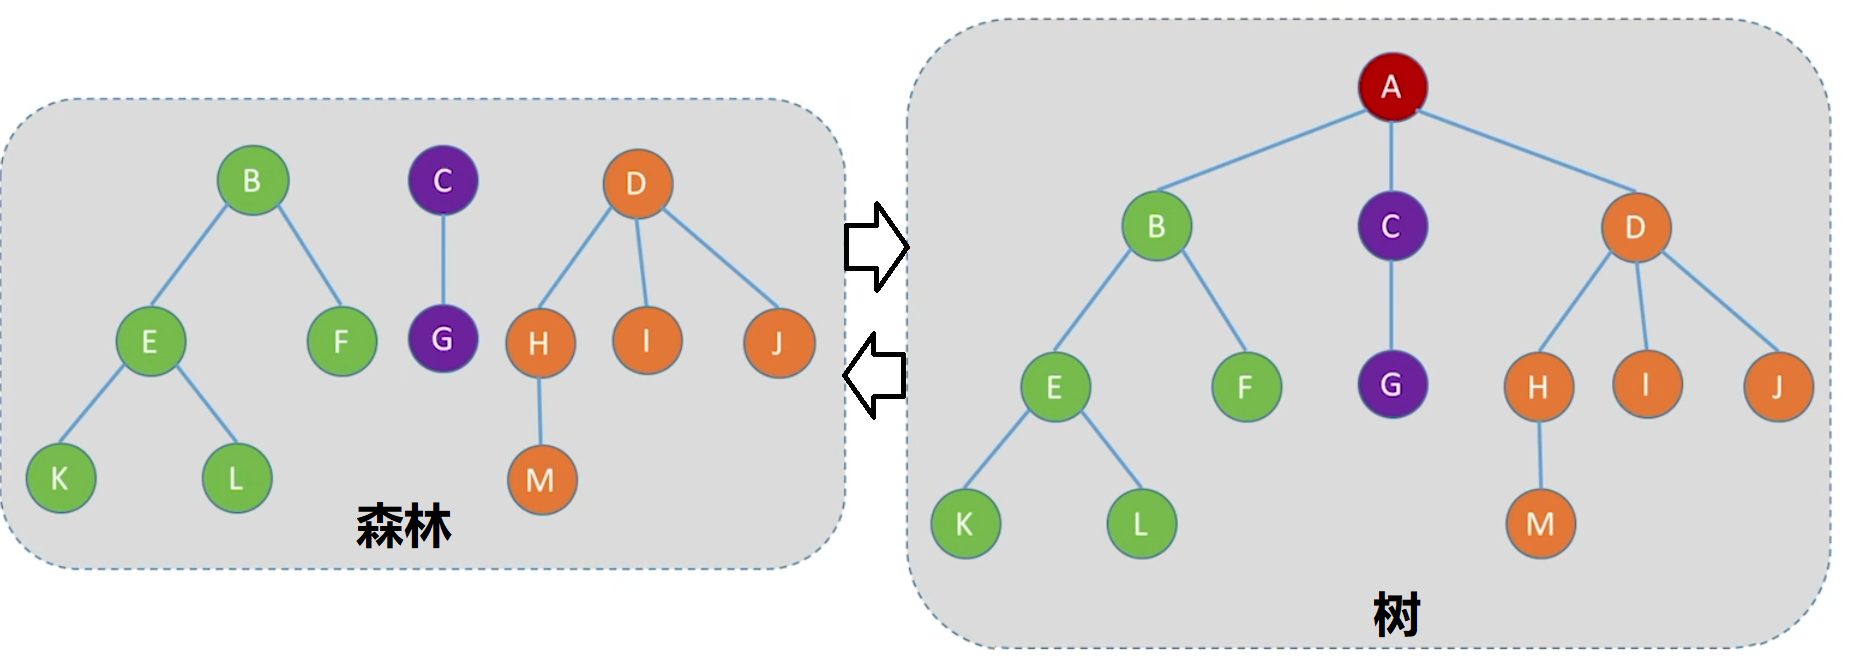 B C D
E F G H I J
K L M
森林
A
B C D
E F G H I J
K L M
树